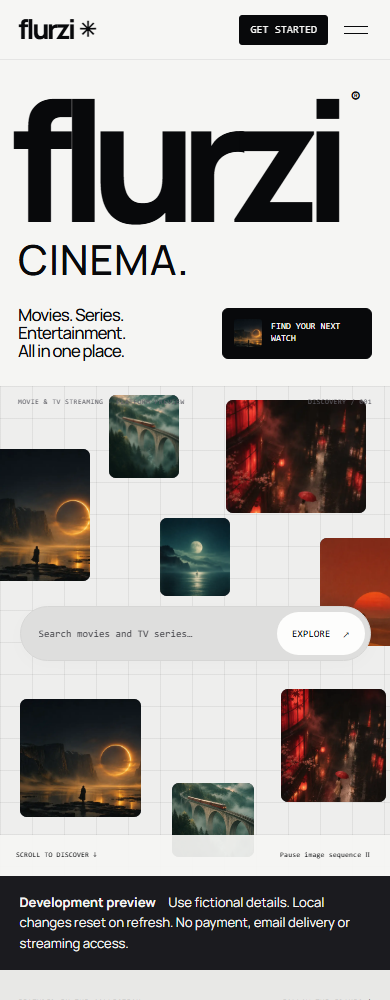 flurzi
GET STARTED
flurzi
CINEMA.
Movies. Series.
Entertainment.
All in one place.
FIND YOUR NEXT
WATCH
MOVIE & TV STREAMING
DISCOVERY / 001
Search movies and TV series…
EXPLORE ↗
SCROLL TO DISCOVER ↓
Pause image sequence II
Development preview Use fictional details. Local
changes reset on refresh. No payment, email delivery or
streaming access.